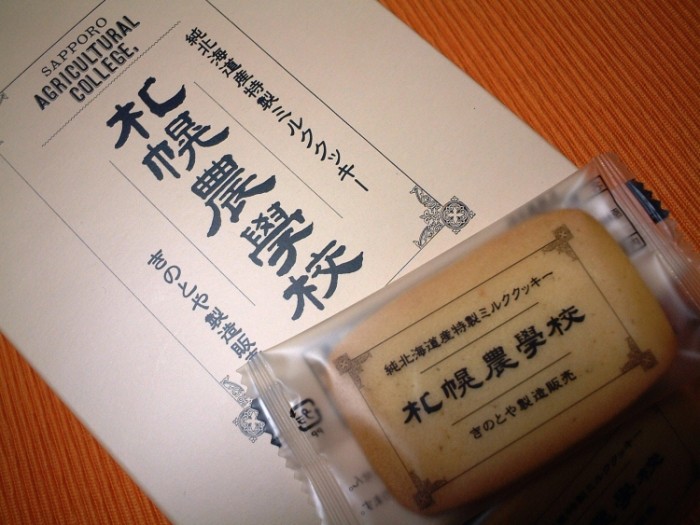 SAPPORO
AGRICULTURAL
COLLEGE,
純北海道産特製ミルククッキー
札幌農學校
きのとや製造販
純北海道産特製ミルククッキー
札幌農學校
きのとや製造販売